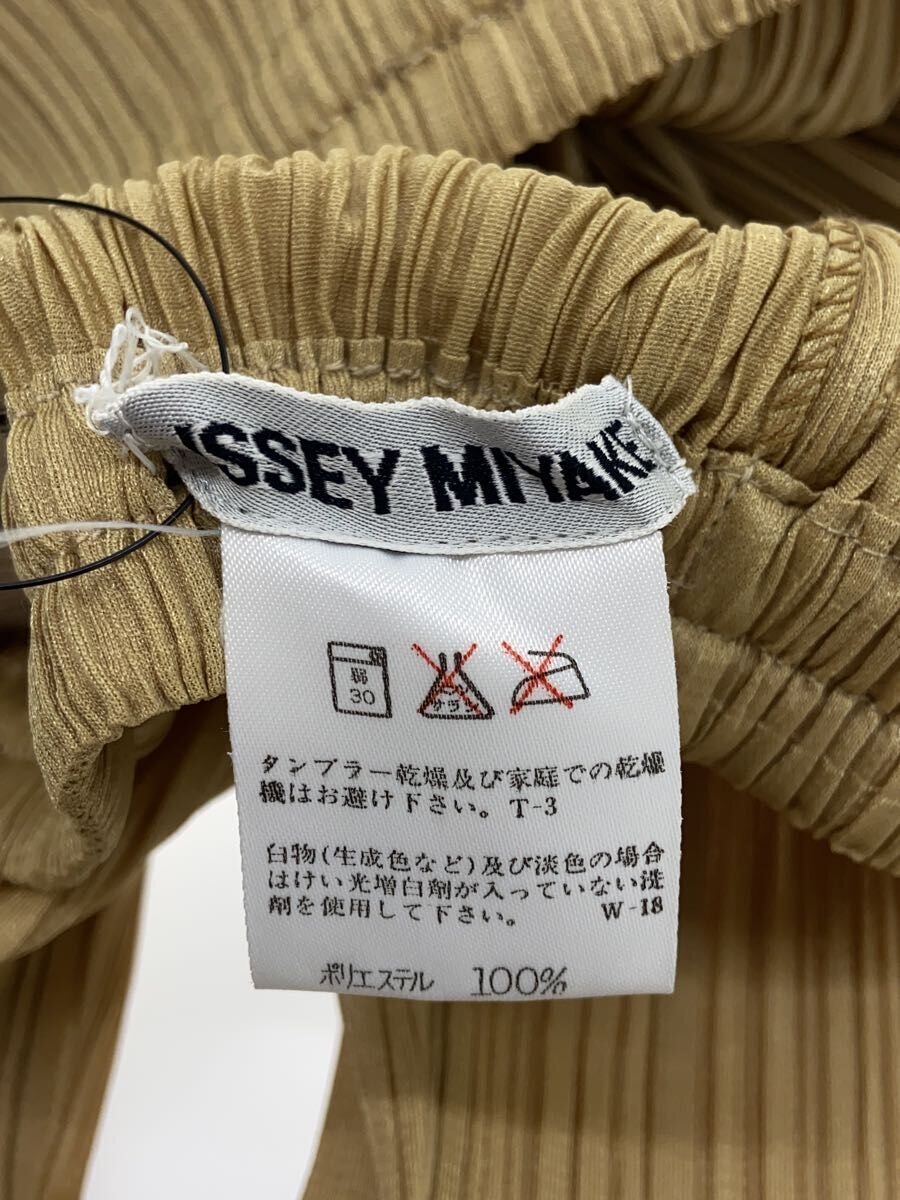 ISSEY MIYAKE
弱
30
サラシ
タンブラー乾燥及び家庭での乾燥
機はお避け下さい。T-3
白物(生成色など)及び淡色の場合
はけい光増白剤が入っていない洗
剤を使用して下さい。 W-18
ポリエステル 100%